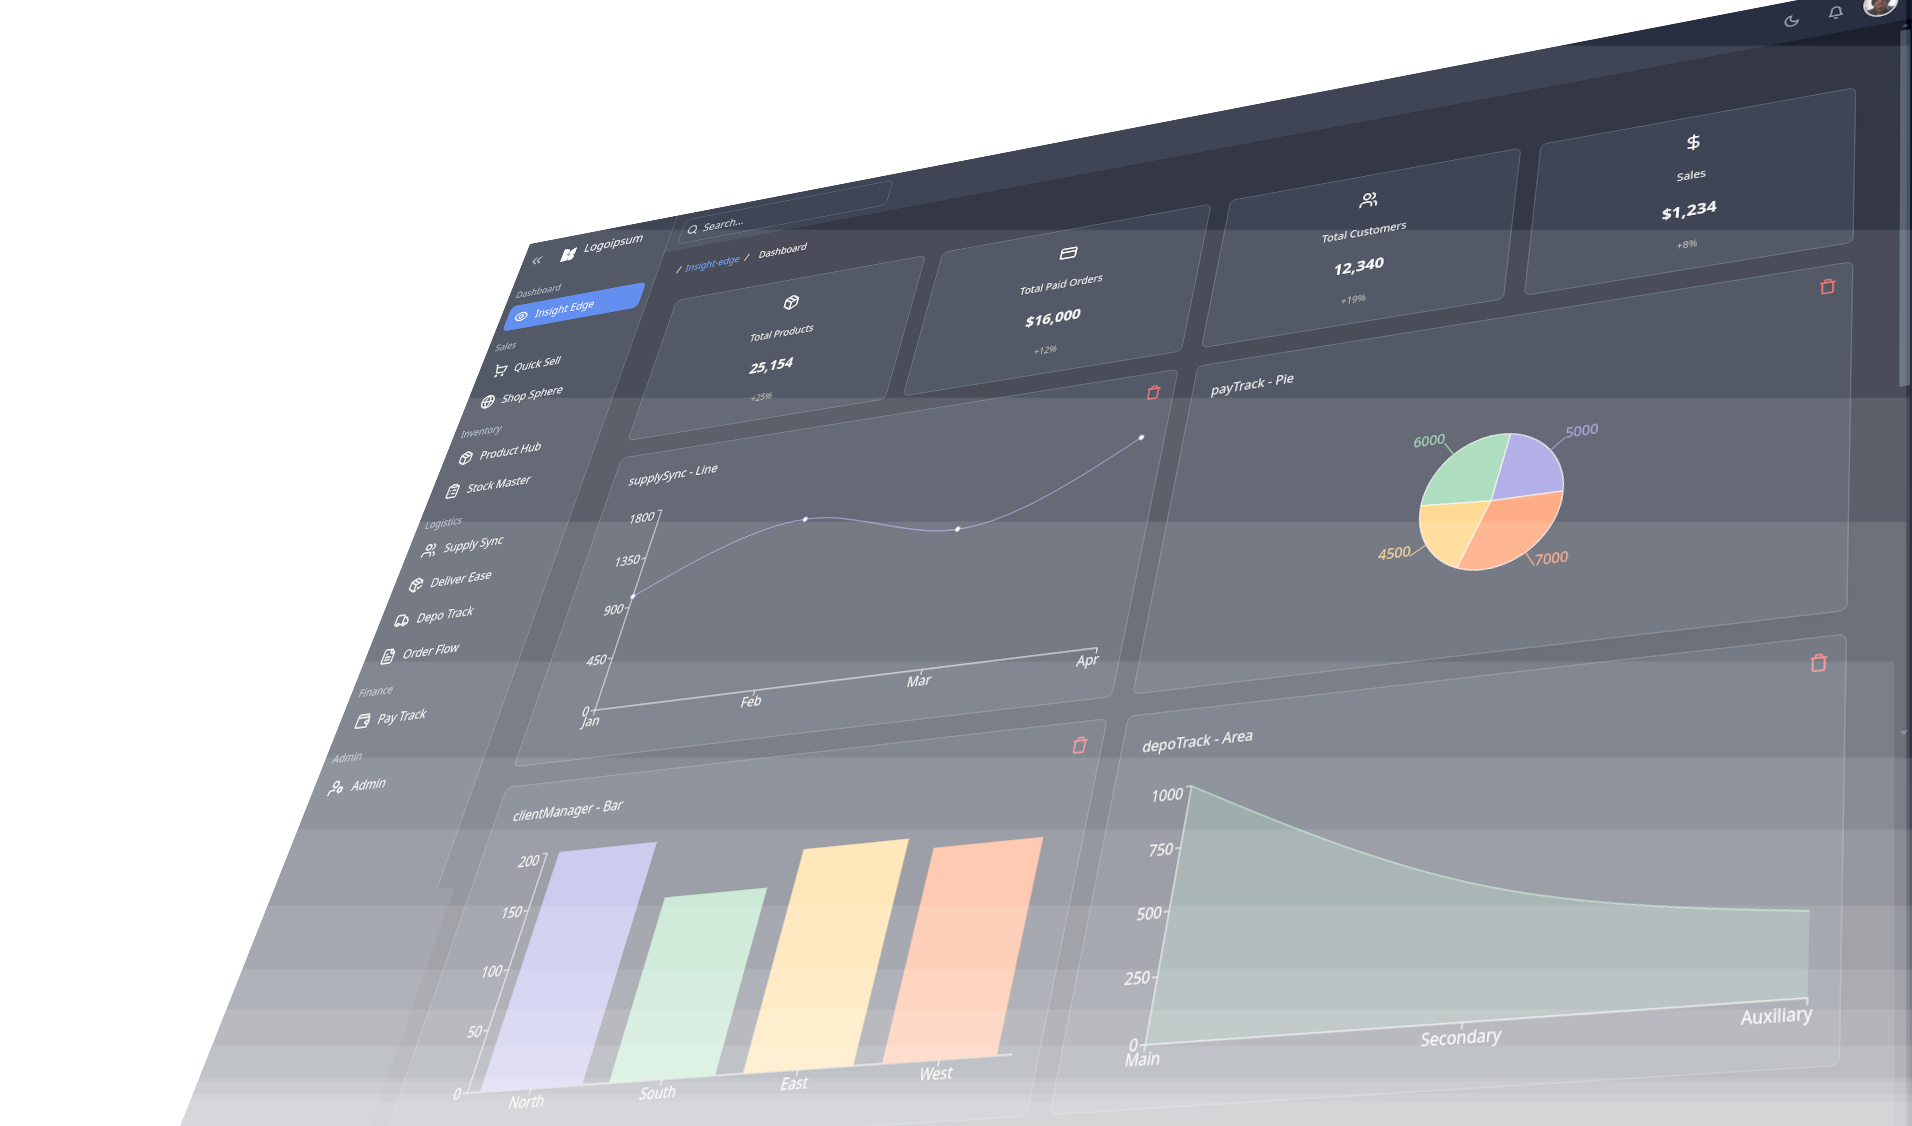 Logoipsum
Search...
Dashboard
Insight Edge
Sales
Quick Sell
Shop Sphere
Inventory
Product Hub
Stock Master
Logistics
Supply Sync
Deliver Ease
Depo Track
Order Flow
Finance
Pay Track
Admin
Admin
/ Insight-edge / Dashboard
Total Products
25,154
+25%
Total Paid Orders
$16,000
+12%
Total Customers
12,340
+19%
Sales
$1,234
+8%
supplySync - Line
1800
1350
900
450
0
Jan
Feb
Mar
Apr
payTrack - Pie
6000
5000
4500
7000
clientManager - Bar
200
150
100
50
0
North
South
East
West
depoTrack - Area
1000
750
500
250
0
Main
Secondary
Auxiliary